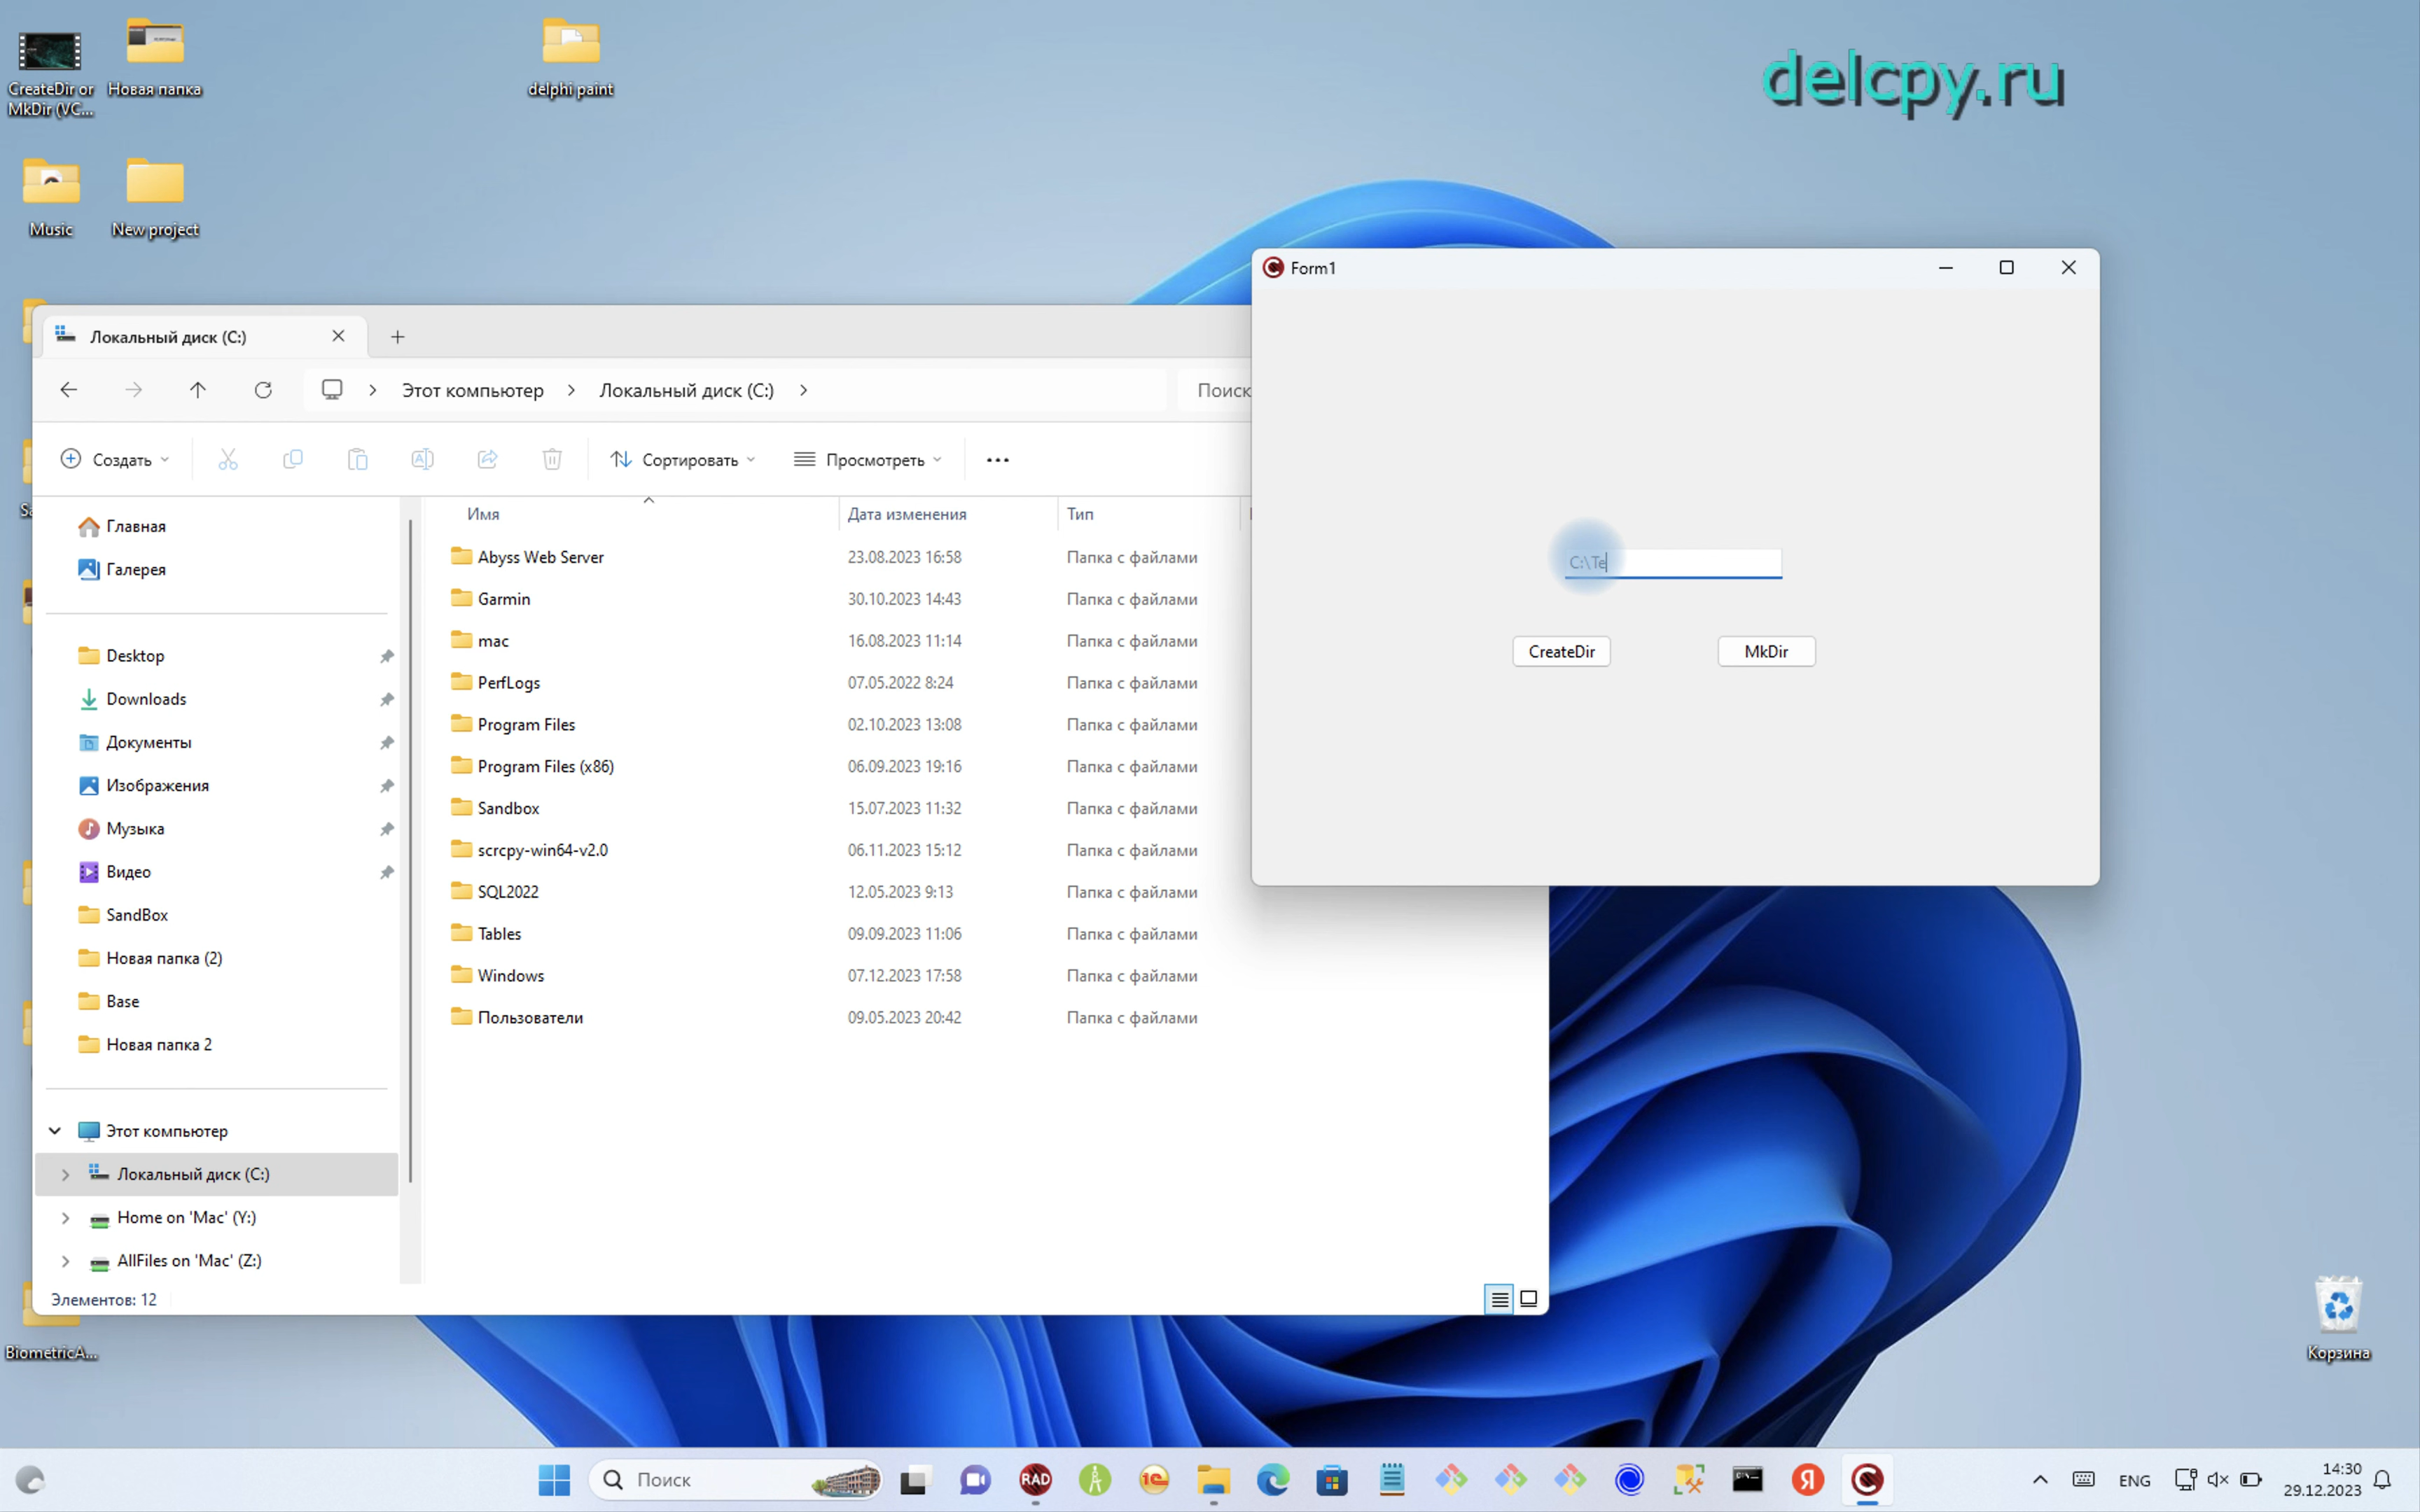 CreateDir or
MkDir (VC...
Новая папка
delphi paint
delcpy.ru
Music
New project
Form1
C:\Te
CreateDir
MkDir
Локальный диск (C:)
Этот компьютер
Локальный диск (C:)
Поиск
Создать
Сортировать
Просмотреть
Главная
Галерея
Desktop
Downloads
Документы
Изображения
Музыка
Видео
SandBox
Новая папка (2)
Base
Новая папка 2
Этот компьютер
Локальный диск (C:)
Home on 'Mac' (Y:)
AllFiles on 'Mac' (Z:)
Имя Дата изменения Тип
Abyss Web Server 23.08.2023 16:58 Папка с файлами
Garmin 30.10.2023 14:43 Папка с файлами
mac 16.08.2023 11:14 Папка с файлами
PerfLogs 07.05.2022 8:24 Папка с файлами
Program Files 02.10.2023 13:08 Папка с файлами
Program Files (x86) 06.09.2023 19:16 Папка с файлами
Sandbox 15.07.2023 11:32 Папка с файлами
scrcpy-win64-v2.0 06.11.2023 15:12 Папка с файлами
SQL2022 12.05.2023 9:13 Папка с файлами
Tables 09.09.2023 11:06 Папка с файлами
Windows 07.12.2023 17:58 Папка с файлами
Пользователи 09.05.2023 20:42 Папка с файлами
Элементов: 12
BiometricA...
Корзина
Поиск
RAD
1С
Я
ENG
14:30
29.12.2023